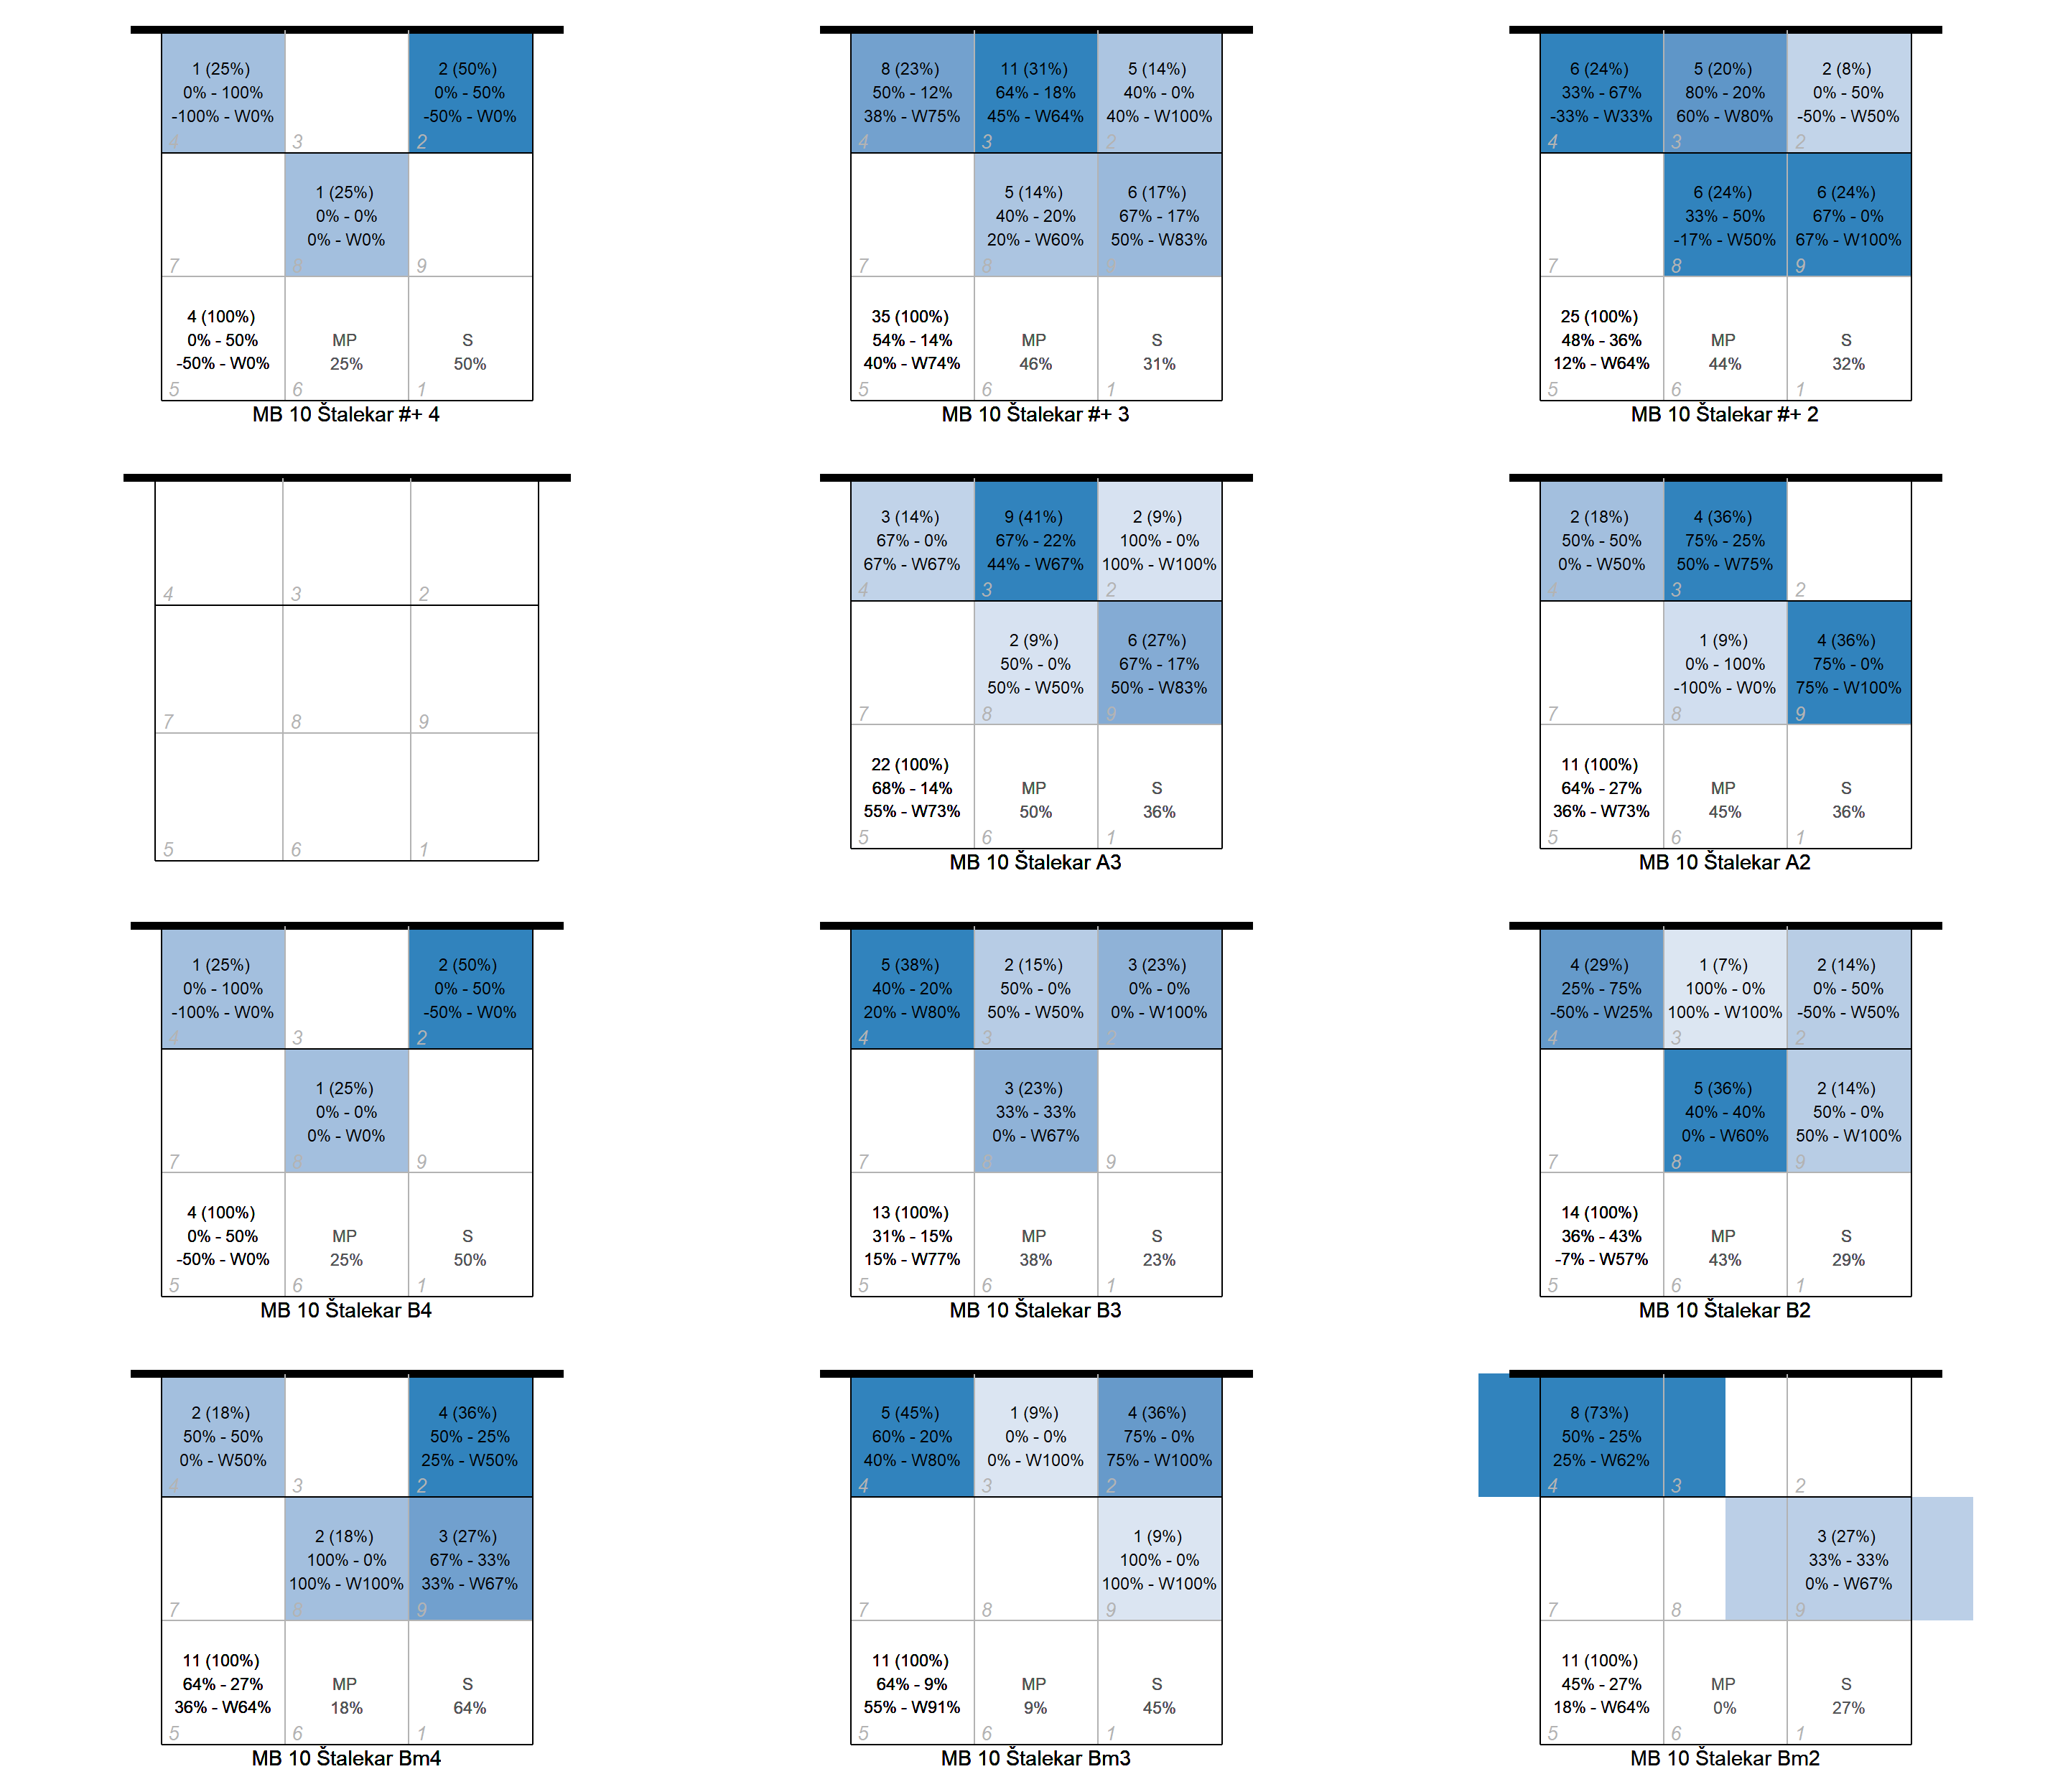 1 (25%)
0% - 100%
-100% - W0%
4
3
2 (50%)
0% - 50%
-50% - W0%
2
7
1 (25%)
0% - 0%
0% - W0%
8
9
4 (100%)
0% - 50%
-50% - W0%
5
MP
25%
6
S
50%
1
MB 10 Štalekar #+ 4
8 (23%)
50% - 12%
38% - W75%
4
11 (31%)
64% - 18%
45% - W64%
3
5 (14%)
40% - 0%
40% - W100%
2
7
5 (14%)
40% - 20%
20% - W60%
8
6 (17%)
67% - 17%
50% - W83%
9
35 (100%)
54% - 14%
40% - W74%
5
MP
46%
6
S
31%
1
MB 10 Štalekar #+ 3
6 (24%)
33% - 67%
-33% - W33%
4
5 (20%)
80% - 20%
60% - W80%
3
2 (8%)
0% - 50%
-50% - W50%
2
7
6 (24%)
33% - 50%
-17% - W50%
8
6 (24%)
67% - 0%
67% - W100%
9
25 (100%)
48% - 36%
12% - W64%
5
MP
44%
6
S
32%
1
MB 10 Štalekar #+ 2
4
3
2
7
8
9
5
6
1
3 (14%)
67% - 0%
67% - W67%
4
9 (41%)
67% - 22%
44% - W67%
3
2 (9%)
100% - 0%
100% - W100%
2
7
2 (9%)
50% - 0%
50% - W50%
8
6 (27%)
67% - 17%
50% - W83%
9
22 (100%)
68% - 14%
55% - W73%
5
MP
50%
6
S
36%
1
MB 10 Štalekar A3
2 (18%)
50% - 50%
0% - W50%
4
4 (36%)
75% - 25%
50% - W75%
3
2
7
1 (9%)
0% - 100%
-100% - W0%
8
4 (36%)
75% - 0%
75% - W100%
9
11 (100%)
64% - 27%
36% - W73%
5
MP
45%
6
S
36%
1
MB 10 Štalekar A2
1 (25%)
0% - 100%
-100% - W0%
4
3
2 (50%)
0% - 50%
-50% - W0%
2
7
1 (25%)
0% - 0%
0% - W0%
8
9
4 (100%)
0% - 50%
-50% - W0%
5
MP
25%
6
S
50%
1
MB 10 Štalekar B4
5 (38%)
40% - 20%
20% - W80%
4
2 (15%)
50% - 0%
50% - W50%
3
3 (23%)
0% - 0%
0% - W100%
2
7
3 (23%)
33% - 33%
0% - W67%
8
9
13 (100%)
31% - 15%
15% - W77%
5
MP
38%
6
S
23%
1
MB 10 Štalekar B3
4 (29%)
25% - 75%
-50% - W25%
4
1 (7%)
100% - 0%
100% - W100%
3
2 (14%)
0% - 50%
-50% - W50%
2
7
5 (36%)
40% - 40%
0% - W60%
8
2 (14%)
50% - 0%
50% - W100%
9
14 (100%)
36% - 43%
-7% - W57%
5
MP
43%
6
S
29%
1
MB 10 Štalekar B2
2 (18%)
50% - 50%
0% - W50%
4
3
4 (36%)
50% - 25%
25% - W50%
2
7
2 (18%)
100% - 0%
100% - W100%
8
3 (27%)
67% - 33%
33% - W67%
9
11 (100%)
64% - 27%
36% - W64%
5
MP
18%
6
S
64%
1
MB 10 Štalekar Bm4
5 (45%)
60% - 20%
40% - W80%
4
1 (9%)
0% - 0%
0% - W100%
3
4 (36%)
75% - 0%
75% - W100%
2
7
8
1 (9%)
100% - 0%
100% - W100%
9
11 (100%)
64% - 9%
55% - W91%
5
MP
9%
6
S
45%
1
MB 10 Štalekar Bm3
8 (73%)
50% - 25%
25% - W62%
4
3
2
7
8
3 (27%)
33% - 33%
0% - W67%
9
11 (100%)
45% - 27%
18% - W64%
5
MP
0%
6
S
27%
1
MB 10 Štalekar Bm2